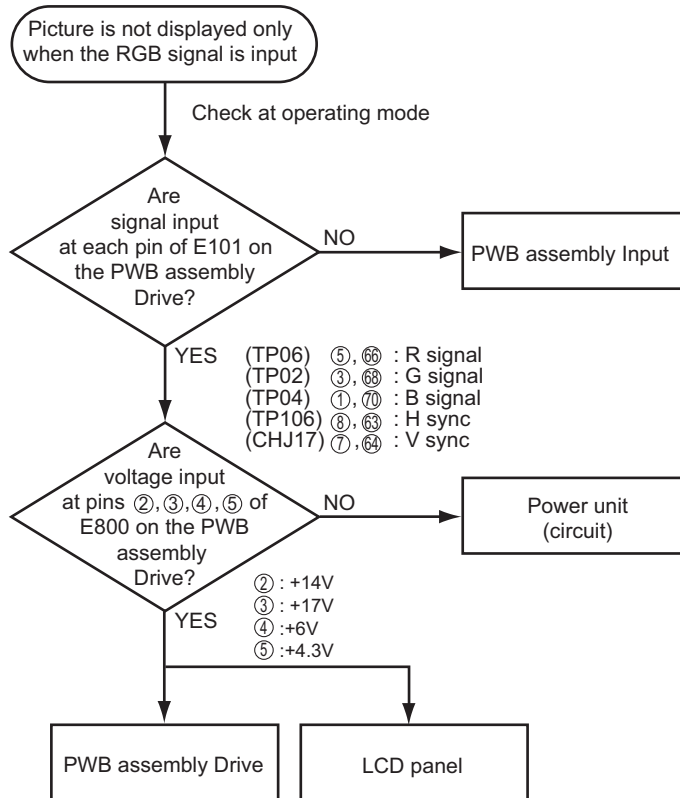 Picture is not displayed only
when the RGB signal is input
Check at operating mode
Are
signal input
at each pin of E101 on
the PWB assembly
Drive?
NO
PWB assembly Input
YES
(TP06) ⑤, 66 : R signal
(TP02) ③, 68 : G signal
(TP04) ①, 70 : B signal
(TP106) ⑧, 63 : H sync
(CHJ17) ⑦, 64 : V sync
Are
voltage input
at pins ②,③,④,⑤ of
E800 on the PWB
assembly
Drive?
NO
Power unit
(circuit)
YES
② : +14V
③ : +17V
④ :+6V
⑤ :+4.3V
PWB assembly Drive
LCD panel